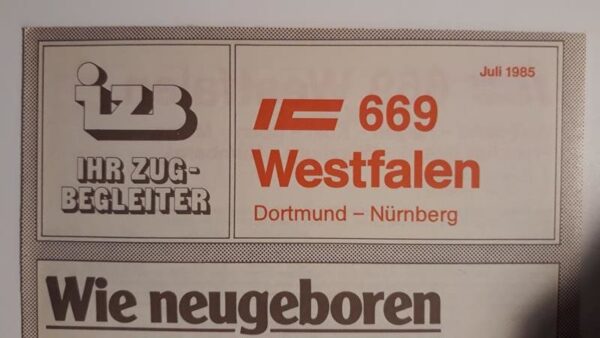 izb
IHR ZUG-
BEGLEITER
Juli 1985
IC 669
Westfalen
Dortmund – Nürnberg
Wie neugeboren